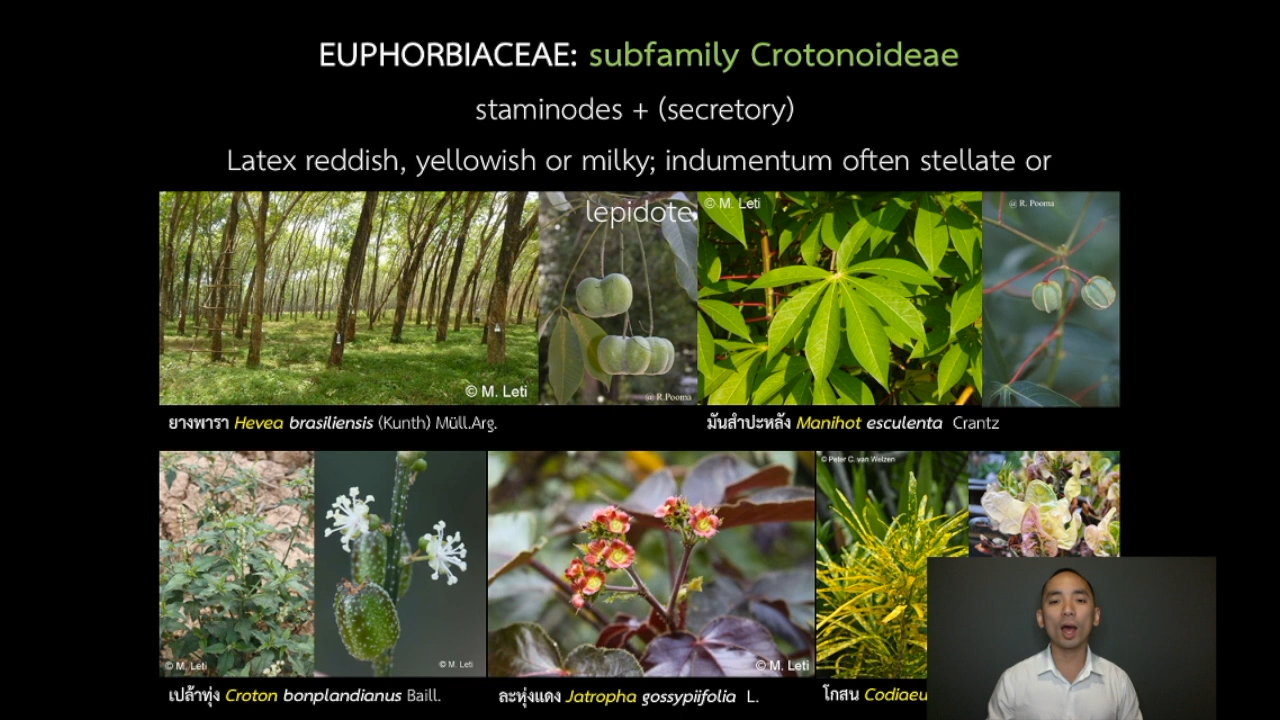 EUPHORBIACEAE: subfamily Crotonoideae
staminodes + (secretory)
Latex reddish, yellowish or milky; indumentum often stellate or
lepidote
© M. Leti
@ R. Pooma
© M. Leti
@ R.Pooma
ยางพารา Hevea brasiliensis (Kunth) Müll.Arg.
มันสำปะหลัง Manihot esculenta Crantz
© Peter C. van Welzen
© M. Leti
© M. Leti
© M. Leti
เปล้าทุ่ง Croton bonplandianus Baill.
ละหุ่งแดง Jatropha gossypiifolia L.
โกสน Codiaeu